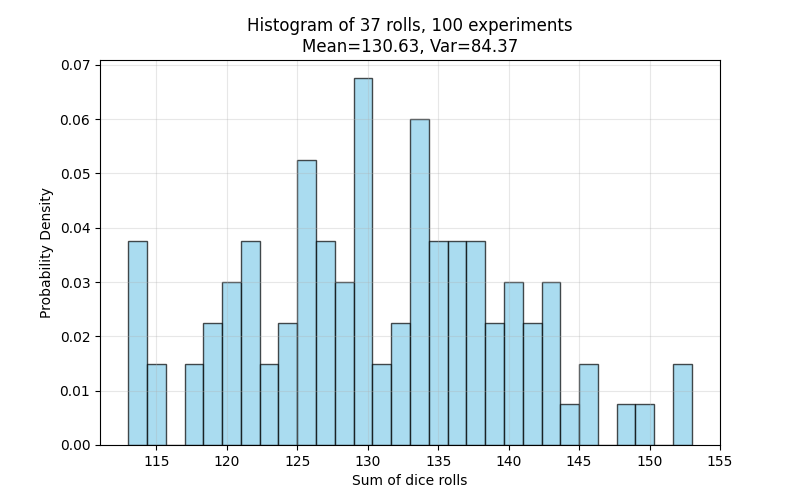 Histogram of 37 rolls, 100 experiments
Mean=130.63, Var=84.37
0.07
0.06
0.05
0.04
0.03
0.02
0.01
0.00
Probability Density
115 120 125 130 135 140 145 150 155
Sum of dice rolls